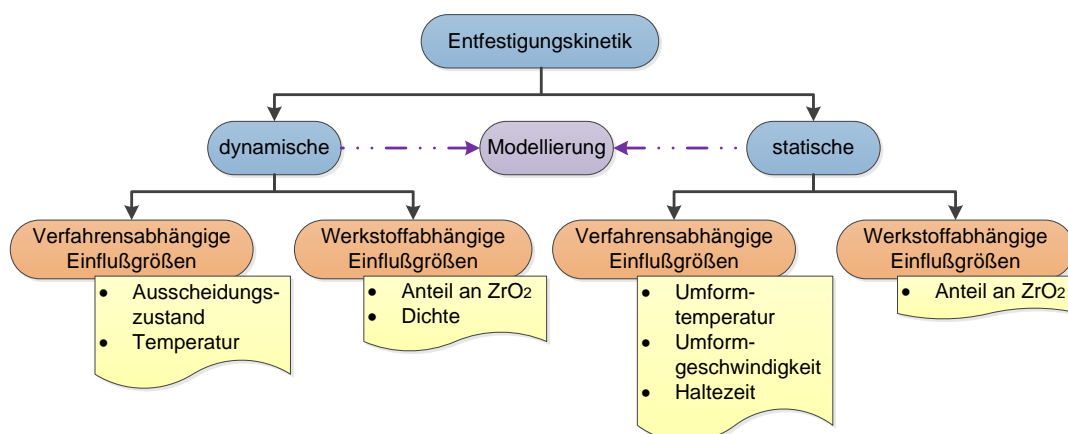 Entfestigungskinetik
dynamische
Modellierung
statische
Verfahrensabhängige
Einflußgrößen
Werkstoffabhängige
Einflußgrößen
Verfahrensabhängige
Einflußgrößen
Werkstoffabhängige
Einflußgrößen
• Ausscheidungs-
zustand
• Temperatur
• Anteil an ZrO2
• Dichte
• Umform-
temperatur
• Umform-
geschwindigkeit
• Haltezeit
• Anteil an ZrO2